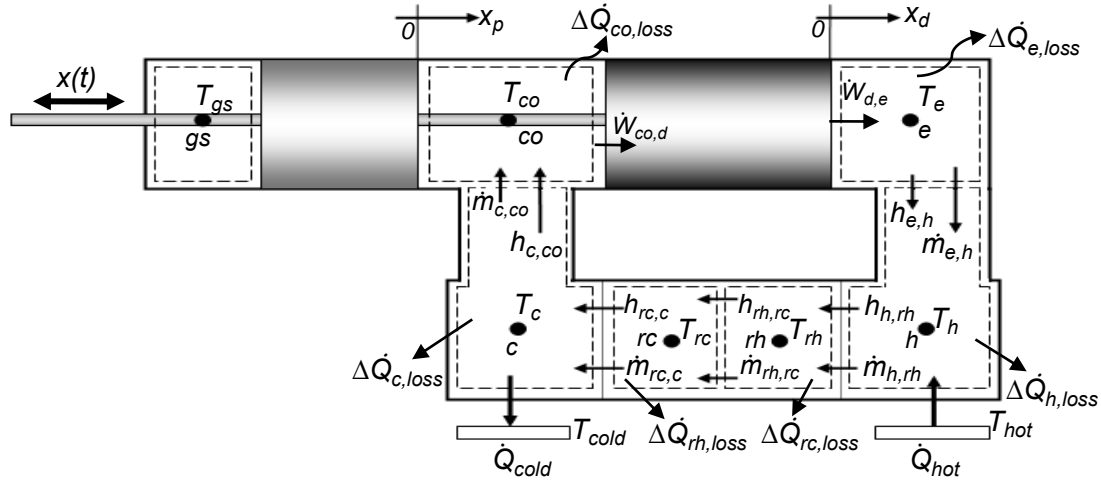 0 x_p
ΔQ̇_co,loss
0 x_d
ΔQ̇_e,loss
x(t)
T_gs
gs
T_co
co
Ẇ_co,d
Ẇ_d,e
T_e
e
ṁ_c,co
h_c,co
h_e,h
ṁ_e,h
T_c
c
h_rc,c
rc T_rc
ṁ_rc,c
h_rh,rc
rh T_rh
ṁ_rh,rc
h_h,rh
h T_h
ṁ_h,rh
ΔQ̇_c,loss
ΔQ̇_h,loss
T_cold
ΔQ̇_rh,loss
ΔQ̇_rc,loss
T_hot
Q̇_cold
Q̇_hot